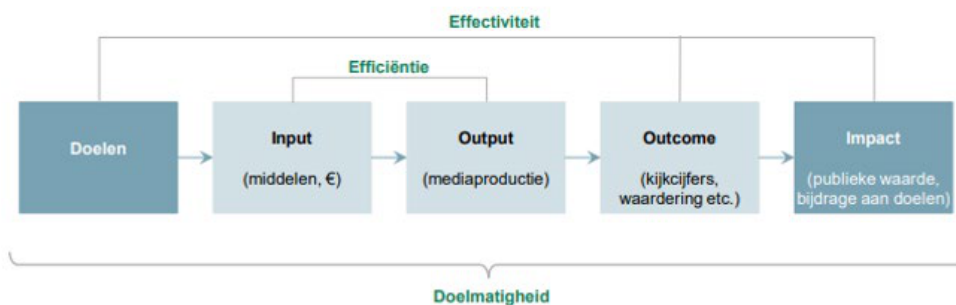 Effectiviteit
Efficiëntie
Doelen
Input
(middelen, €)
Output
(mediaproductie)
Outcome
(kijkcijfers,
waardering etc.)
Impact
(publieke waarde,
bijdrage aan doelen)
Doelmatigheid